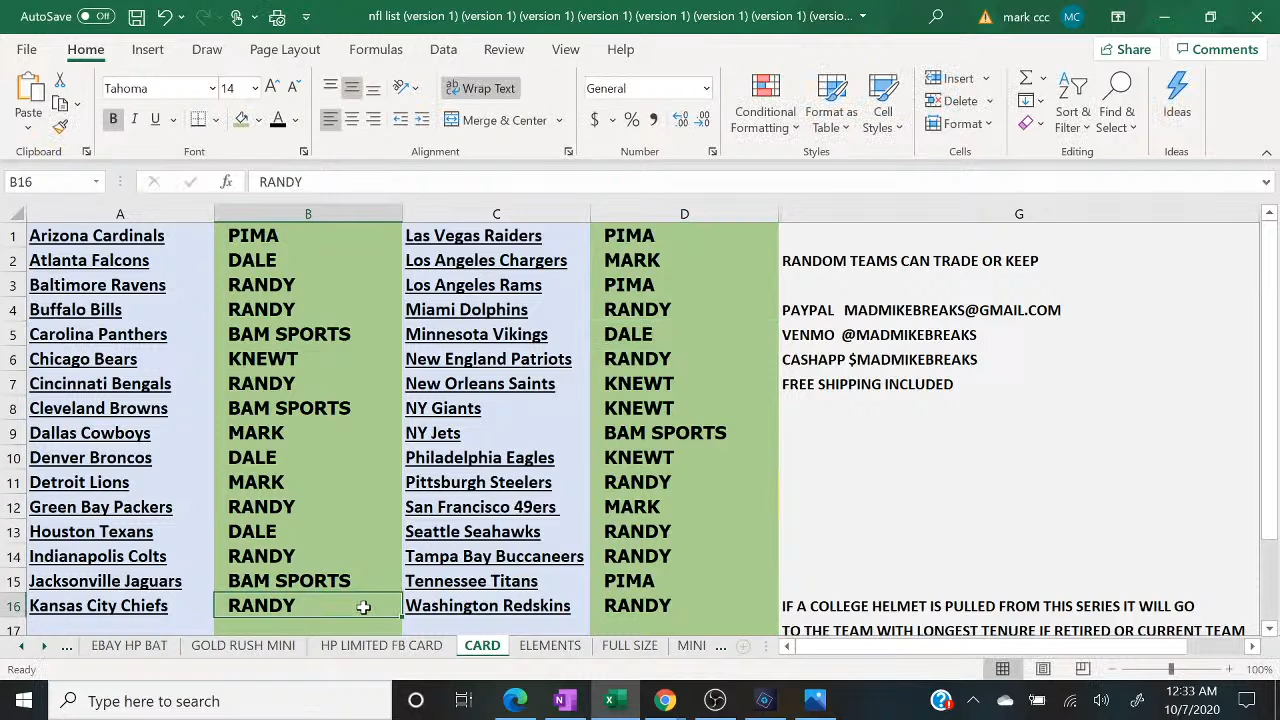 AutoSave Off nfl list (version 1) (version 1) (version 1) (version 1) (version 1) (version 1) (versio... mark ccc MC
File Home Insert Draw Page Layout Formulas Data Review View Help Share Comments
Paste Tahoma 14 Wrap Text General Conditional Formatting Format as Table Cell Styles Insert Sort & Filter Find & Select Ideas
B I U Merge & Center $ % Delete Format
Clipboard Font Alignment Number Styles Cells Editing Ideas
B16 fx RANDY
A B C D G
1 Arizona Cardinals PIMA Las Vegas Raiders PIMA
2 Atlanta Falcons DALE Los Angeles Chargers MARK RANDOM TEAMS CAN TRADE OR KEEP
3 Baltimore Ravens RANDY Los Angeles Rams PIMA
4 Buffalo Bills RANDY Miami Dolphins RANDY PAYPAL MADMIKEBREAKS@GMAIL.COM
5 Carolina Panthers BAM SPORTS Minnesota Vikings DALE VENMO @MADMIKEBREAKS
6 Chicago Bears KNEWT New England Patriots RANDY CASHAPP $MADMIKEBREAKS
7 Cincinnati Bengals RANDY New Orleans Saints KNEWT FREE SHIPPING INCLUDED
8 Cleveland Browns BAM SPORTS NY Giants KNEWT
9 Dallas Cowboys MARK NY Jets BAM SPORTS
10 Denver Broncos DALE Philadelphia Eagles KNEWT
11 Detroit Lions MARK Pittsburgh Steelers RANDY
12 Green Bay Packers RANDY San Francisco 49ers MARK
13 Houston Texans DALE Seattle Seahawks RANDY
14 Indianapolis Colts RANDY Tampa Bay Buccaneers RANDY
15 Jacksonville Jaguars BAM SPORTS Tennessee Titans PIMA
16 Kansas City Chiefs RANDY Washington Redskins RANDY IF A COLLEGE HELMET IS PULLED FROM THIS SERIES IT WILL GO
17 TO THE TEAM WITH LONGEST TENURE IF RETIRED OR CURRENT TEAM
... EBAY HP BAT GOLD RUSH MINI HP LIMITED FB CARD CARD ELEMENTS FULL SIZE MINI ...
Ready 100%
Type here to search 12:33 AM
10/7/2020